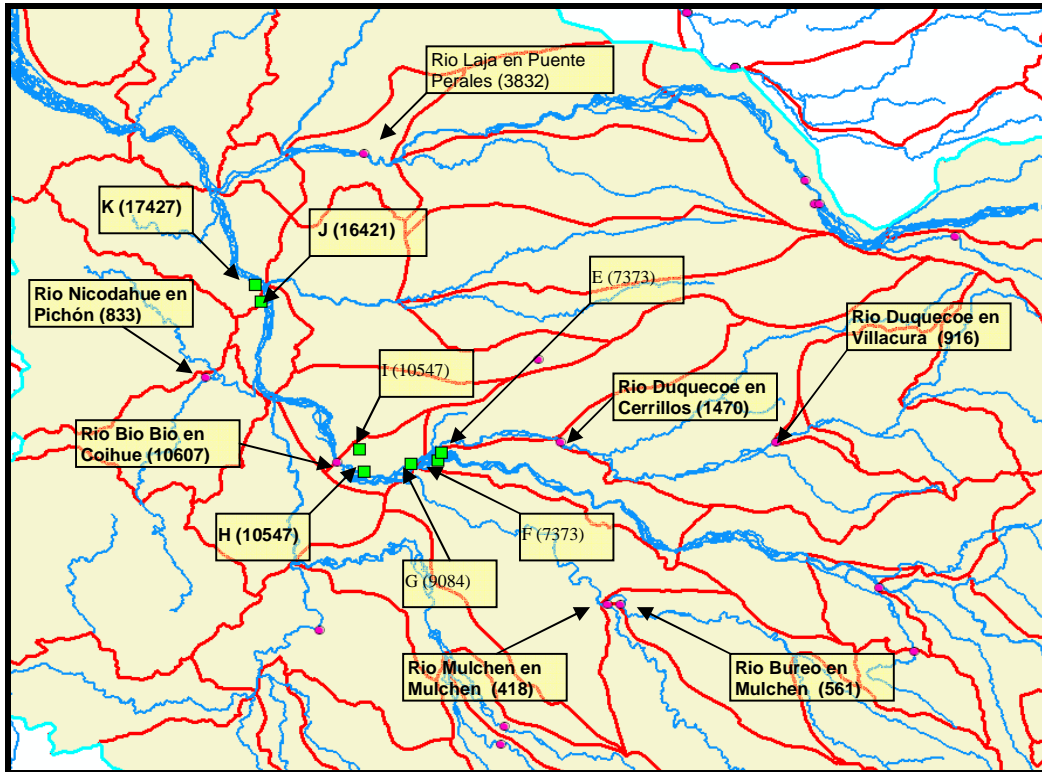 Rio Laja en Puente
Perales (3832)
K (17427)
J (16421)
E (7373)
Rio Nicodahue en
Pichón (833)
Rio Duquecoe en
Villacura (916)
I (10547)
Rio Duquecoe en
Cerrillos (1470)
Rio Bio Bio en
Coihue (10607)
H (10547)
F (7373)
G (9084)
Rio Mulchen en
Mulchen (418)
Rio Bureo en
Mulchen (561)